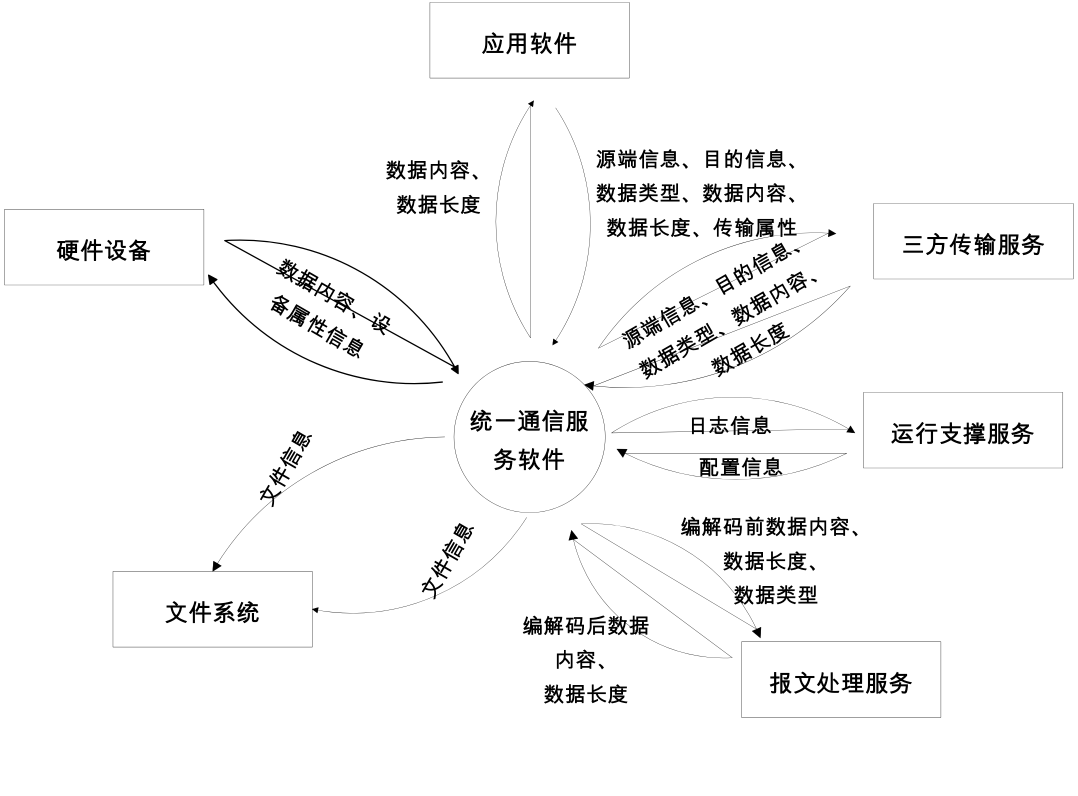 应用软件
数据内容、
数据长度
源端信息、目的信息、
数据类型、数据内容、
数据长度、传输属性
硬件设备
数据内容、设
备属性信息
三方传输服务
源端信息、目的信息、
数据类型、数据内容、
数据长度
统一通信服
务软件
日志信息
配置信息
运行支撑服务
文件信息
文件信息
文件系统
编解码前数据内容、
数据长度、
数据类型
编解码后数据
内容、
数据长度
报文处理服务